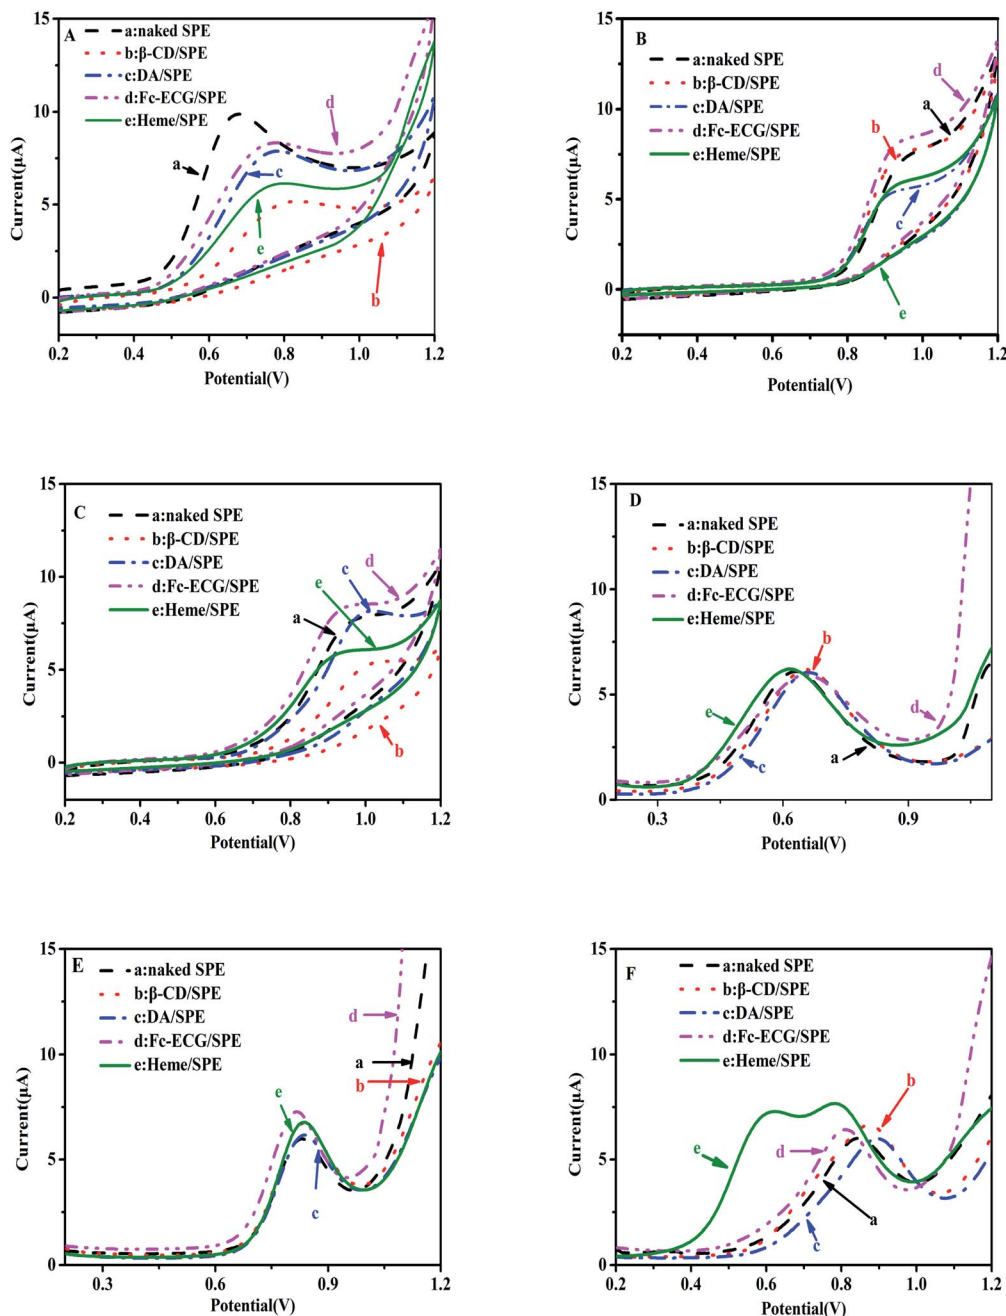 A
a:naked SPE
b:β-CD/SPE
c:DA/SPE
d:Fc-ECG/SPE
e:Heme/SPE
d
a
c
e
b
15
10
5
0
0.2 0.4 0.6 0.8 1.0 1.2
Current(μA)
Potential(V)
B
a:naked SPE
b:β-CD/SPE
c:DA/SPE
d:Fc-ECG/SPE
e:Heme/SPE
d
a
b
c
e
15
10
5
0
0.2 0.4 0.6 0.8 1.0 1.2
Current(μA)
Potential(V)
C
a:naked SPE
b:β-CD/SPE
c:DA/SPE
d:Fc-ECG/SPE
e:Heme/SPE
d
c
e
a
b
15
10
5
0
0.2 0.4 0.6 0.8 1.0 1.2
Current(μA)
Potential(V)
D
a:naked SPE
b:β-CD/SPE
c:DA/SPE
d:Fc-ECG/SPE
e:Heme/SPE
b
e
d
a
c
15
10
5
0
0.3 0.6 0.9
Current(μA)
Potential(V)
E
a:naked SPE
b:β-CD/SPE
c:DA/SPE
d:Fc-ECG/SPE
e:Heme/SPE
d
a
b
e
c
15
10
5
0
0.3 0.6 0.9 1.2
Current(μA)
Potential(V)
F
a:naked SPE
b:β-CD/SPE
c:DA/SPE
d:Fc-ECG/SPE
e:Heme/SPE
b
e
d
a
c
15
10
5
0
0.2 0.4 0.6 0.8 1.0 1.2
Current(μA)
Potential(V)